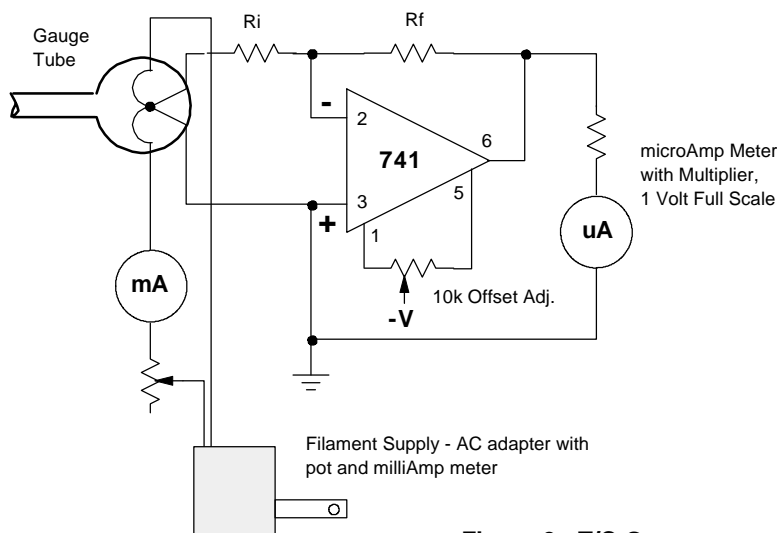 Gauge
Tube
Ri
Rf
-
2
741
6
3
5
+
1
microAmp Meter
with Multiplier,
1 Volt Full Scale
uA
mA
10k Offset Adj.
-V
Filament Supply - AC adapter with
pot and milliAmp meter